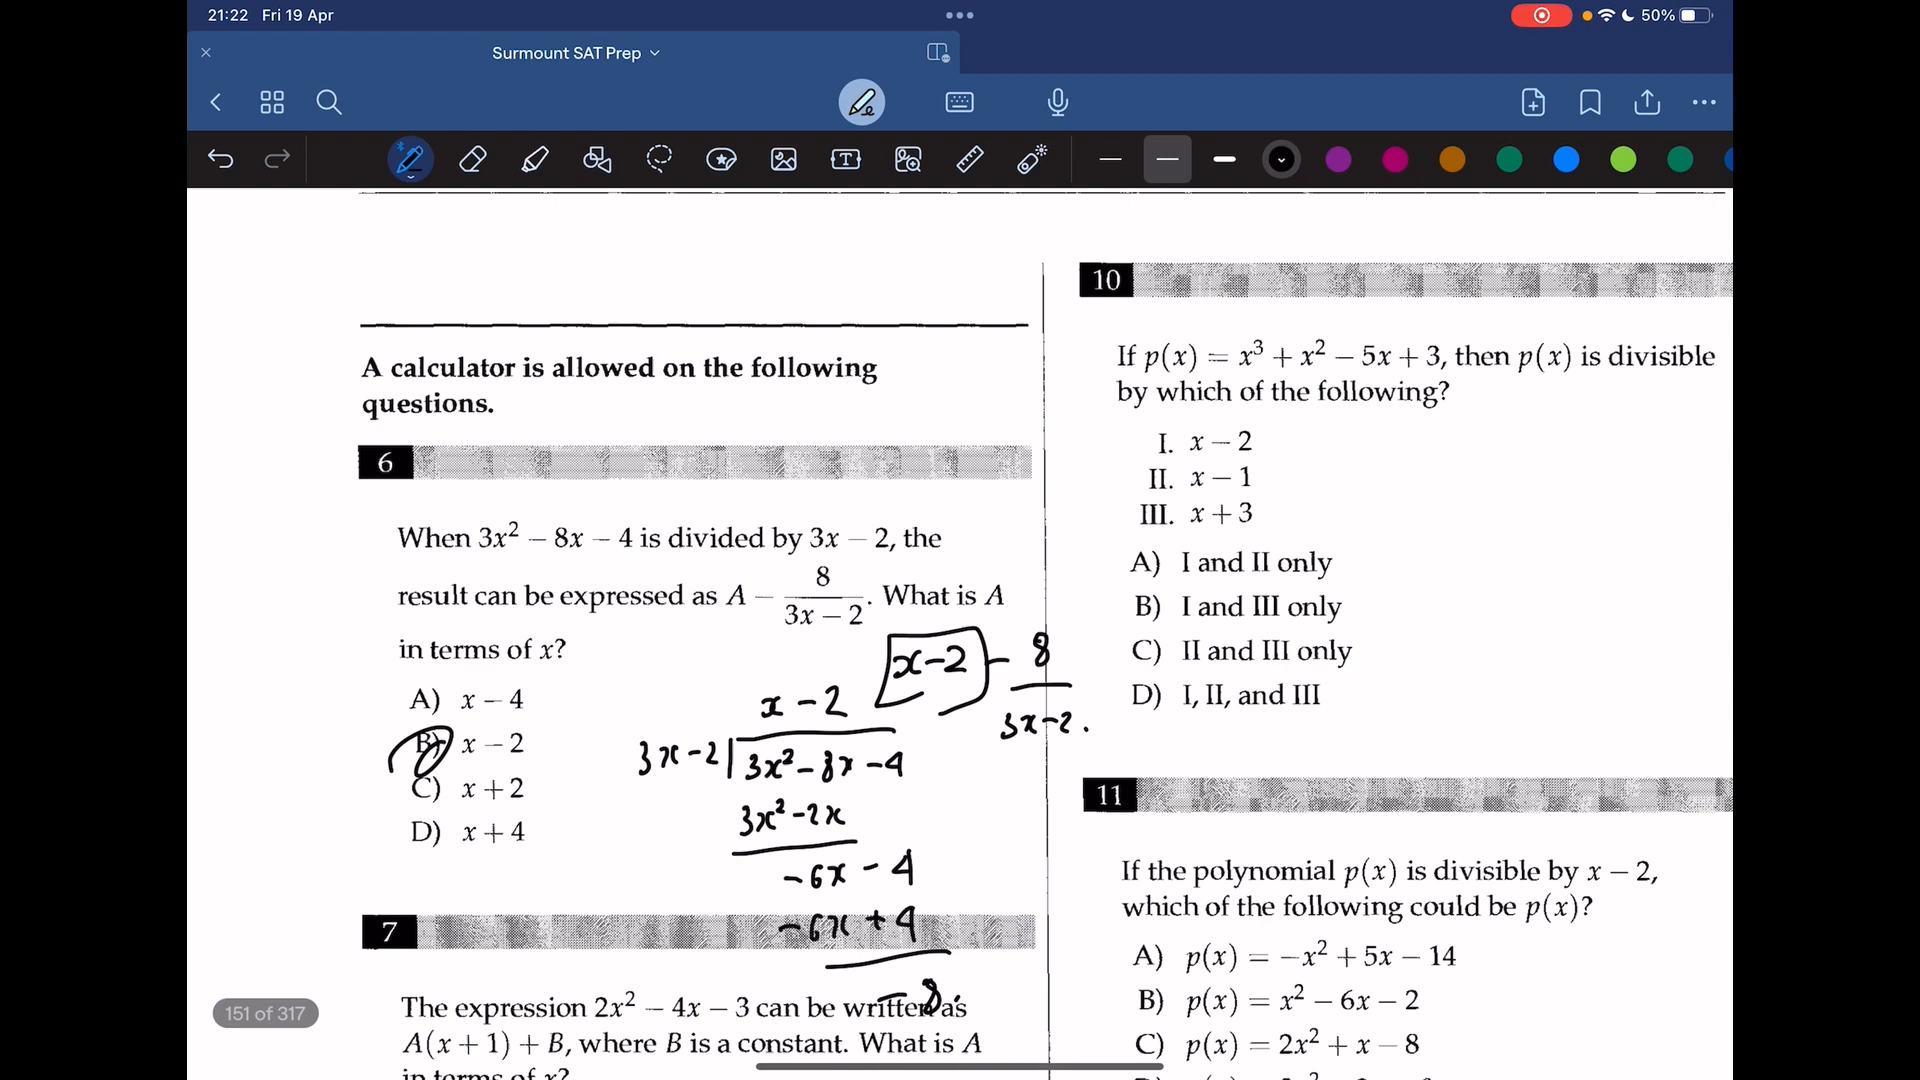 21:22 Fri 19 Apr
50%
Surmount SAT Prep
A calculator is allowed on the following
questions.
6
When 3x² − 8x − 4 is divided by 3x − 2, the
result can be expressed as A − 8/(3x − 2). What is A
in terms of x?
A) x − 4
B) x − 2
C) x + 2
D) x + 4
x-2 - 8
3x-2.
x - 2
3x-2 3x² - 8x - 4
3x² - 2x
-6x - 4
-6x + 4
-8.
7
The expression 2x² − 4x − 3 can be written as
A(x + 1) + B, where B is a constant. What is A
in terms of x?
151 of 317
10
If p(x) = x³ + x² − 5x + 3, then p(x) is divisible
by which of the following?
I. x − 2
II. x − 1
III. x + 3
A) I and II only
B) I and III only
C) II and III only
D) I, II, and III
11
If the polynomial p(x) is divisible by x − 2,
which of the following could be p(x)?
A) p(x) = −x² + 5x − 14
B) p(x) = x² − 6x − 2
C) p(x) = 2x² + x − 8